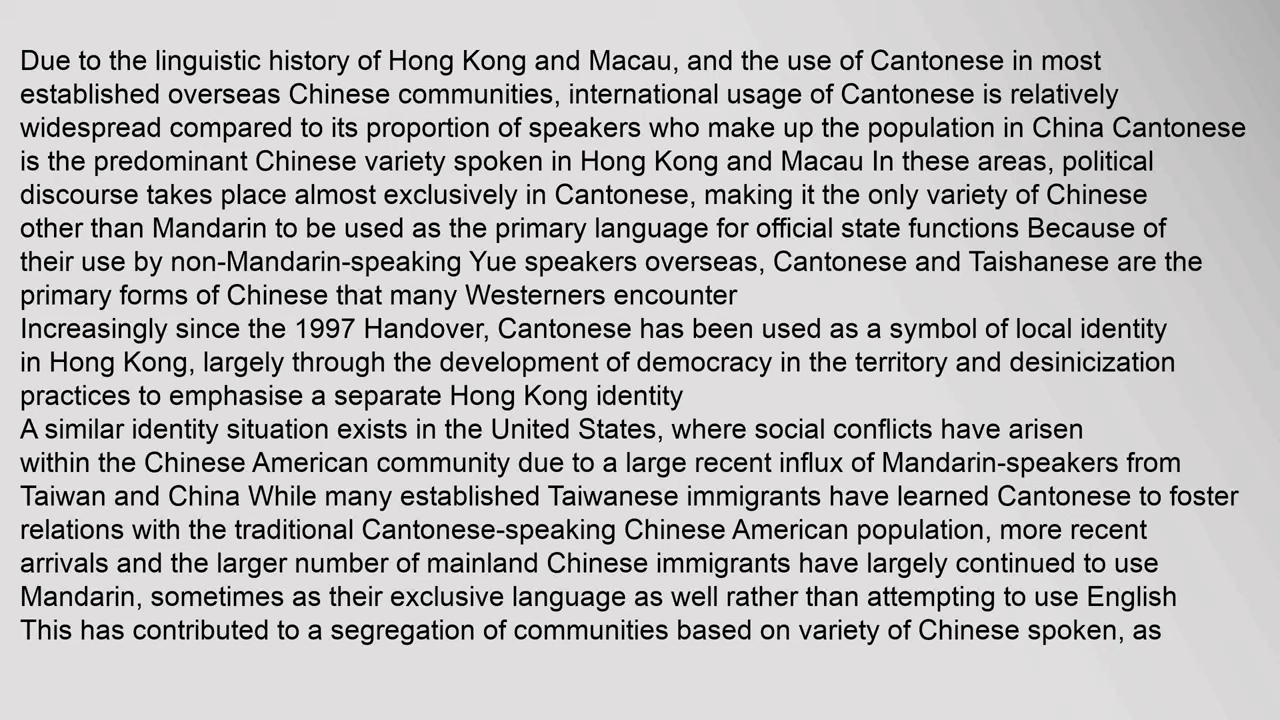 Due to the linguistic history of Hong Kong and Macau, and the use of Cantonese in most
established overseas Chinese communities, international usage of Cantonese is relatively
widespread compared to its proportion of speakers who make up the population in China Cantonese
is the predominant Chinese variety spoken in Hong Kong and Macau In these areas, political
discourse takes place almost exclusively in Cantonese, making it the only variety of Chinese
other than Mandarin to be used as the primary language for official state functions Because of
their use by non-Mandarin-speaking Yue speakers overseas, Cantonese and Taishanese are the
primary forms of Chinese that many Westerners encounter
Increasingly since the 1997 Handover, Cantonese has been used as a symbol of local identity
in Hong Kong, largely through the development of democracy in the territory and desinicization
practices to emphasise a separate Hong Kong identity
A similar identity situation exists in the United States, where social conflicts have arisen
within the Chinese American community due to a large recent influx of Mandarin-speakers from
Taiwan and China While many established Taiwanese immigrants have learned Cantonese to foster
relations with the traditional Cantonese-speaking Chinese American population, more recent
arrivals and the larger number of mainland Chinese immigrants have largely continued to use
Mandarin, sometimes as their exclusive language as well rather than attempting to use English
This has contributed to a segregation of communities based on variety of Chinese spoken, as